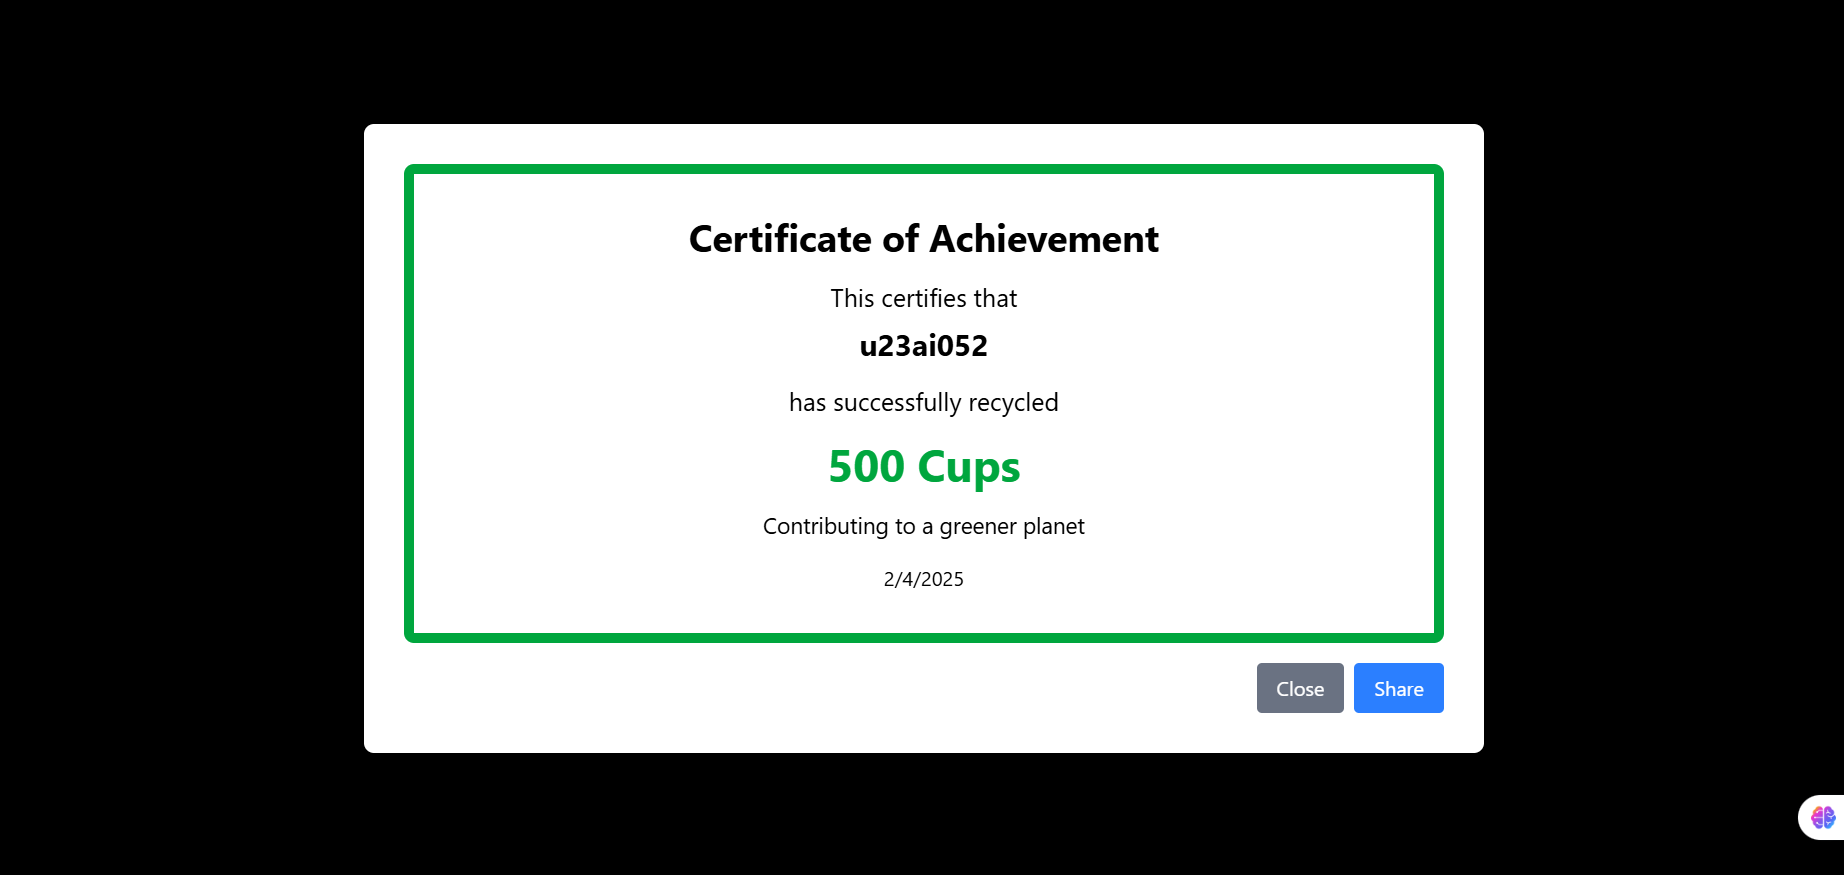 Certificate of Achievement
This certifies that
u23ai052
has successfully recycled
500 Cups
Contributing to a greener planet
2/4/2025
Close
Share